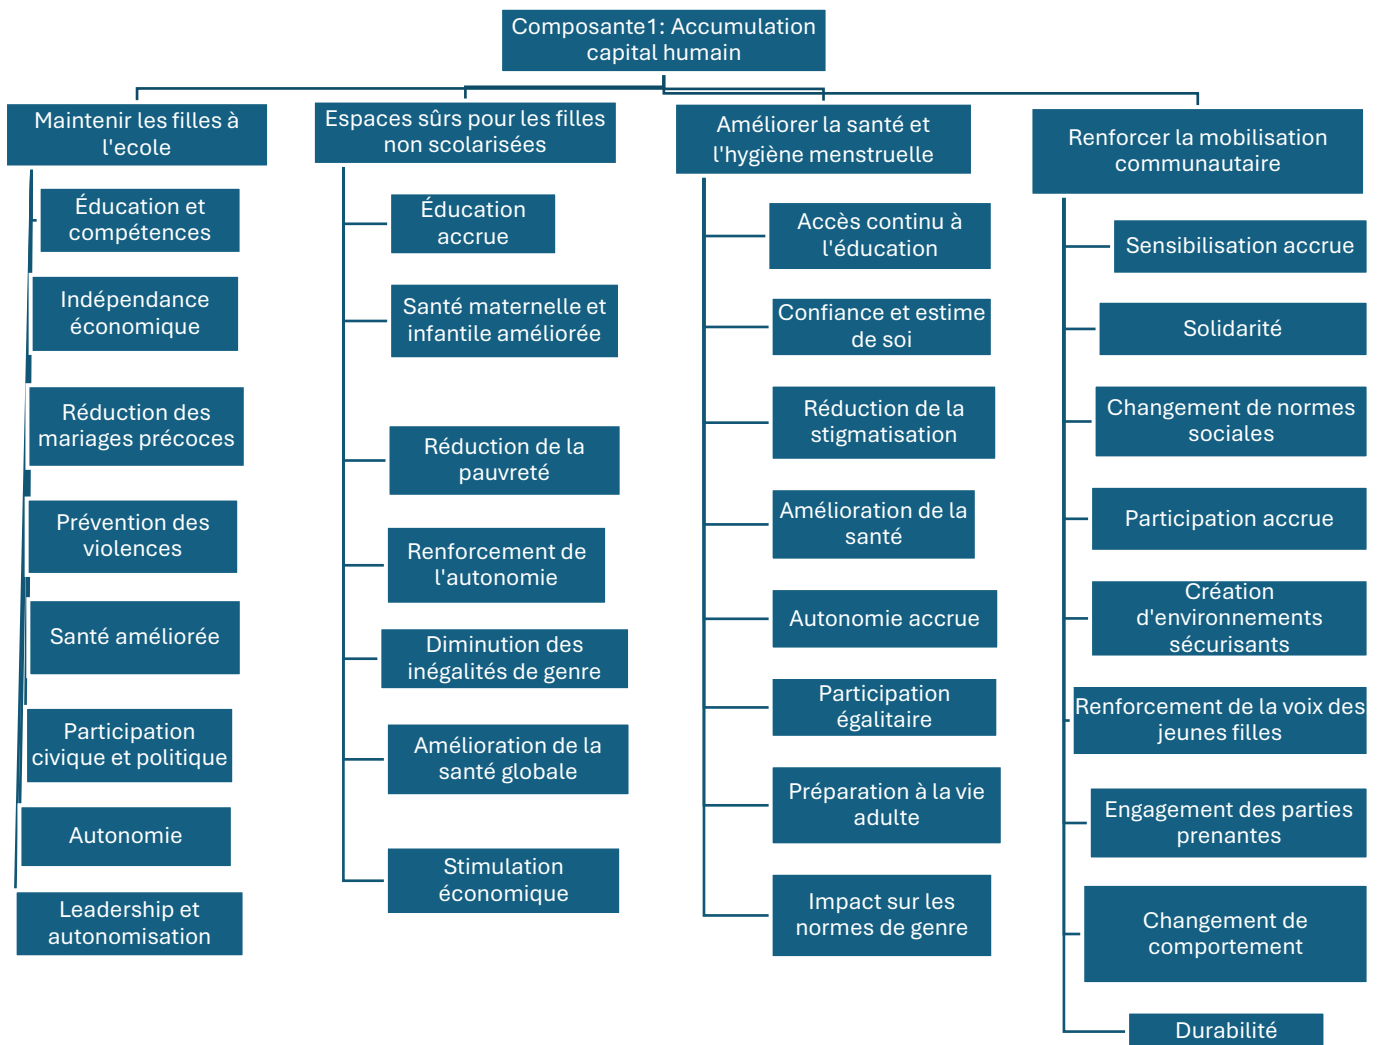 Composante1: Accumulation
capital humain
Maintenir les filles à
l'ecole
Éducation et
compétences
Indépendance
économique
Réduction des
mariages précoces
Prévention des
violences
Santé améliorée
Participation
civique et politique
Autonomie
Leadership et
autonomisation
Espaces sûrs pour les filles
non scolarisées
Éducation
accrue
Santé maternelle et
infantile améliorée
Réduction de la
pauvreté
Renforcement de
l'autonomie
Diminution des
inégalités de genre
Amélioration de la
santé globale
Stimulation
économique
Améliorer la santé et
l'hygiène menstruelle
Accès continu à
l'éducation
Confiance et estime
de soi
Réduction de la
stigmatisation
Amélioration de la
santé
Autonomie accrue
Participation
égalitaire
Préparation à la vie
adulte
Impact sur les
normes de genre
Renforcer la mobilisation
communautaire
Sensibilisation accrue
Solidarité
Changement de normes
sociales
Participation accrue
Création
d'environnements
sécurisants
Renforcement de la voix des
jeunes filles
Engagement des parties
prenantes
Changement de
comportement
Durabilité